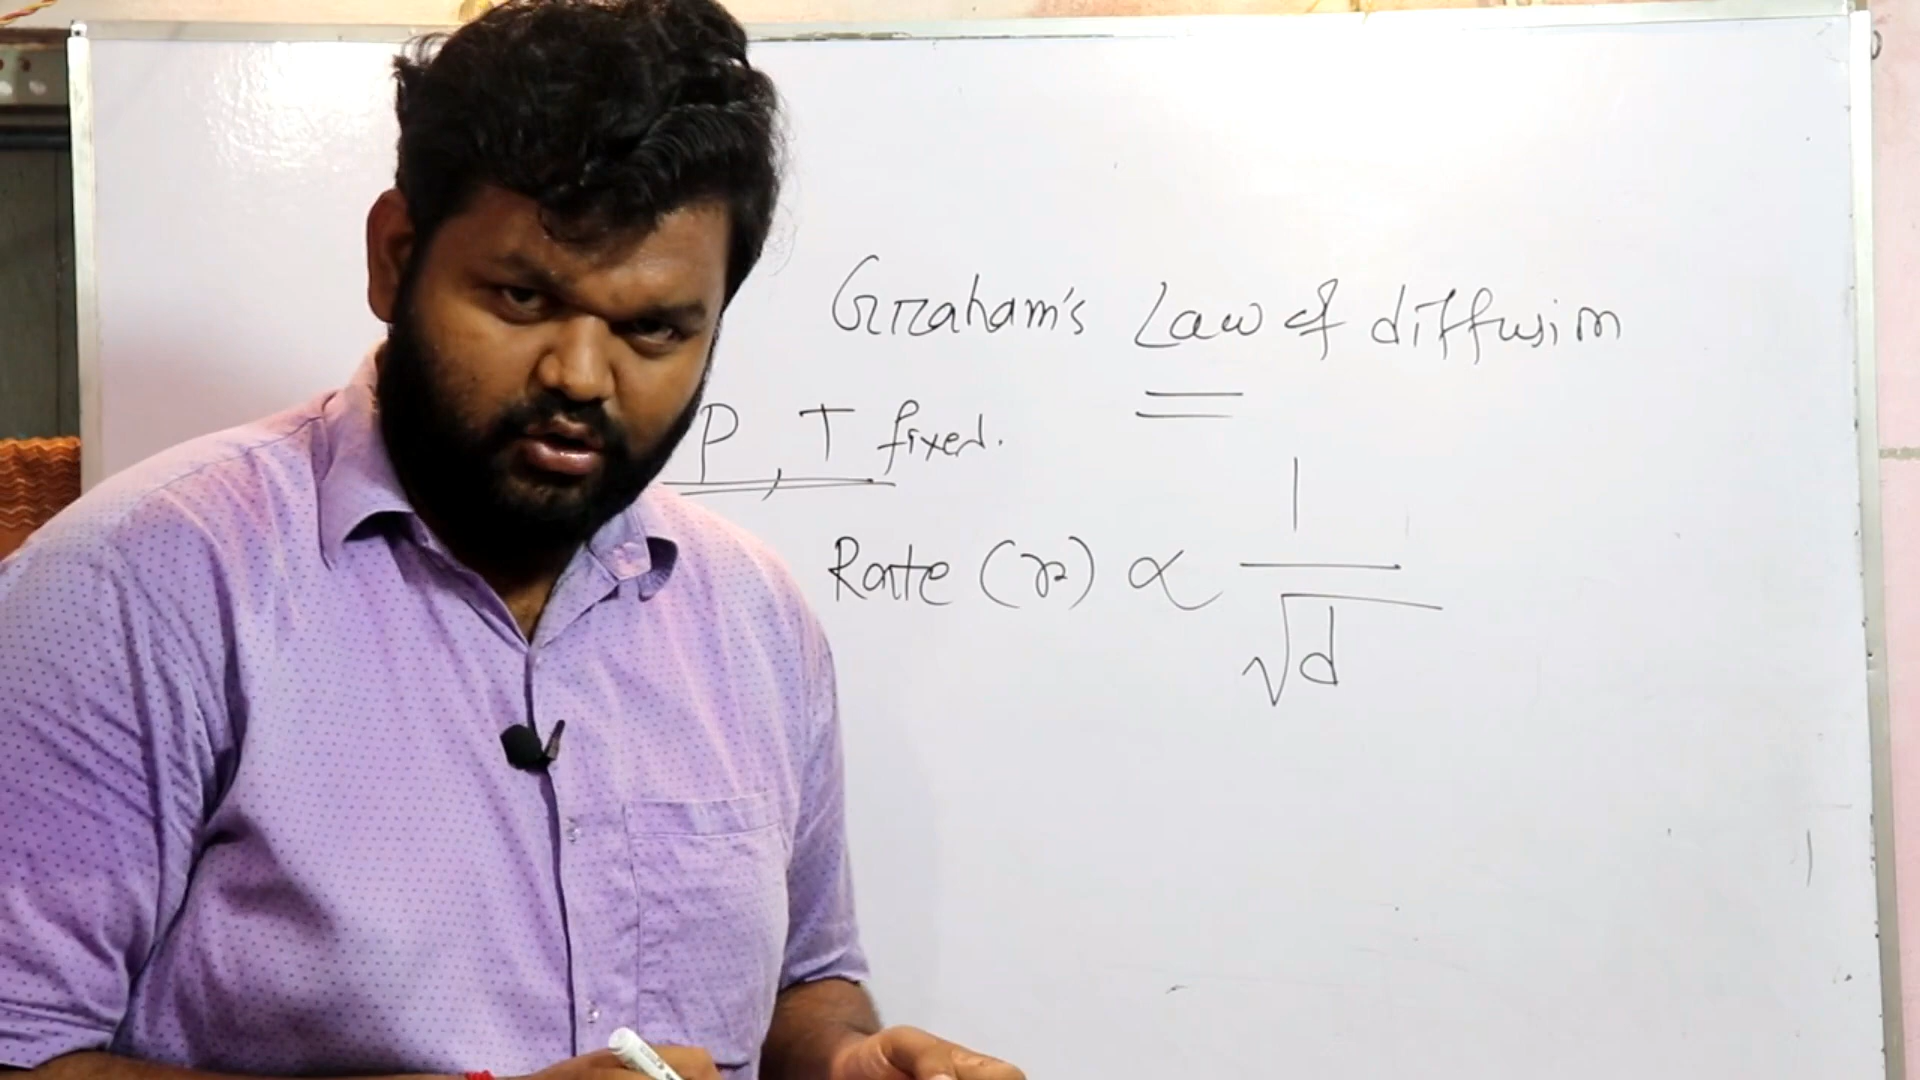 Graham's Law of diffusion
P, T fixed.
Rate (r) ∝ 1/√d